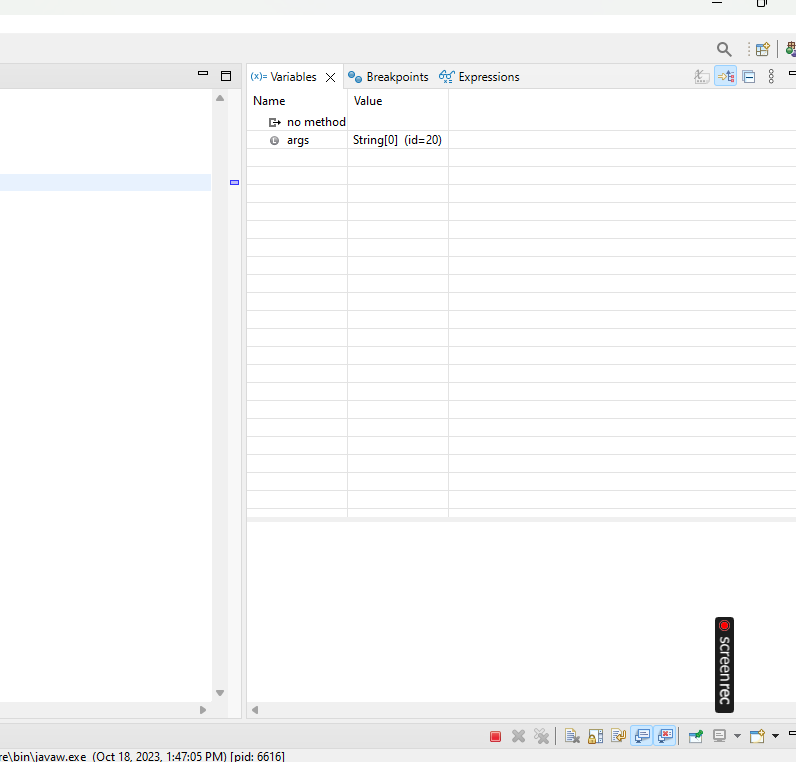 (x)= Variables Breakpoints Expressions
Name Value
no method
args String[0] (id=20)
screenrec
re\bin\javaw.exe (Oct 18, 2023, 1:47:05 PM) [pid: 6616]